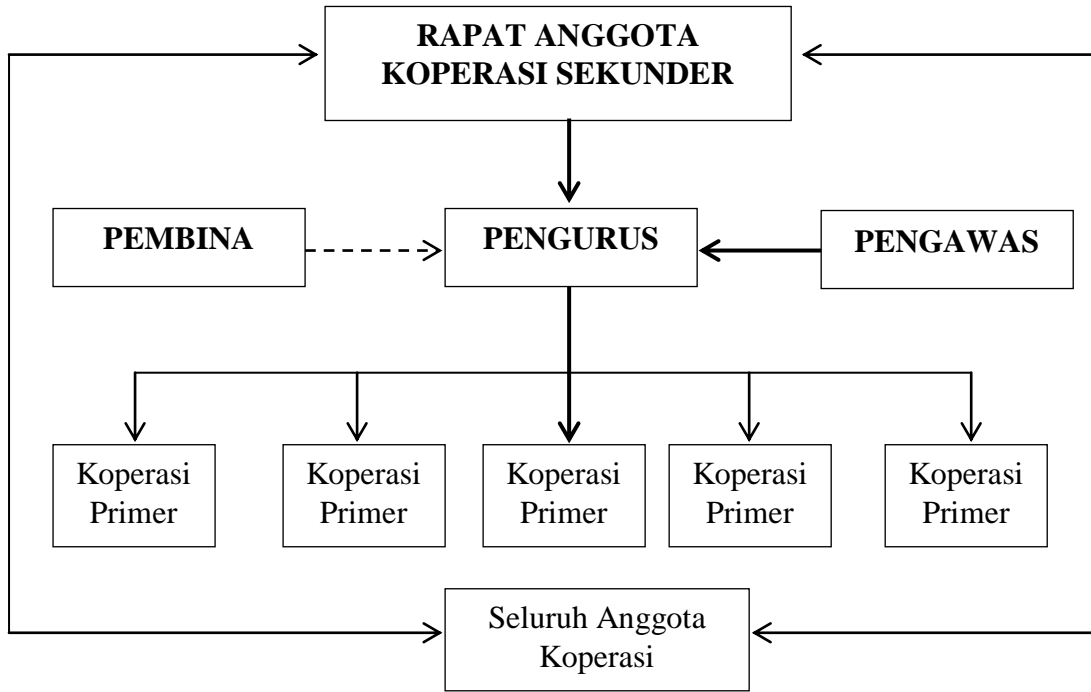 RAPAT ANGGOTA
KOPERASI SEKUNDER
PEMBINA
PENGURUS
PENGAWAS
Koperasi
Primer
Koperasi
Primer
Koperasi
Primer
Koperasi
Primer
Koperasi
Primer
Seluruh Anggota
Koperasi